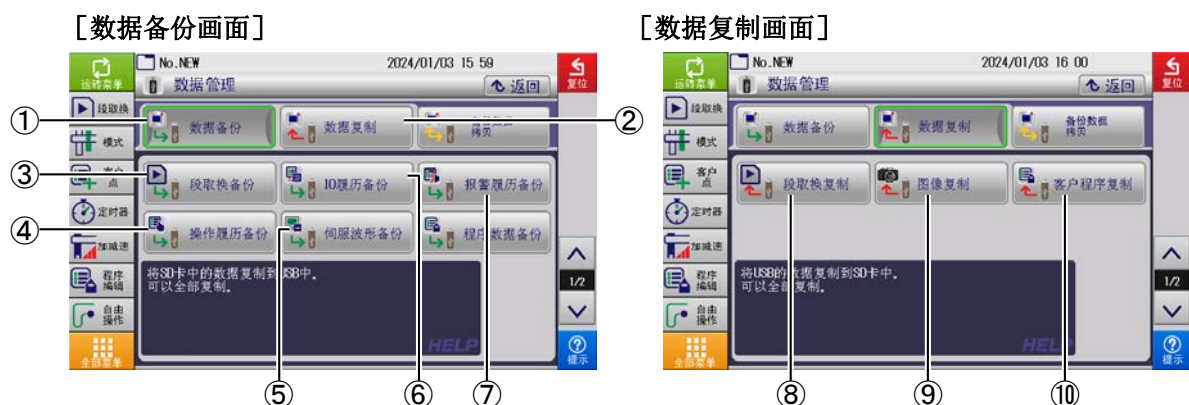 [数据备份画面]
[数据复制画面]
运转菜单
No.NEW
2024/01/03 15 59
复位
数据管理
返回
段取换
模式
客户
点
定时器
加减速
程序
编辑
自由
操作
全部菜单
①
数据备份
数据复制
备份数据
拷贝
②
③
段取换备份
IO履历备份
报警履历备份
④
操作履历备份
伺服波形备份
程序数据备份
将SD卡中的数据复制到USB中。
可以全部复制。
HELP
1/2
提示
⑤
⑥
⑦
运转菜单
No.NEW
2024/01/03 16 00
复位
数据管理
返回
段取换
模式
客户
点
定时器
加减速
程序
编辑
自由
操作
全部菜单
数据备份
数据复制
备份数据
拷贝
段取换复制
图像复制
客户程序复制
将USB的数据复制到SD卡中。
可以全部复制。
HELP
1/2
提示
⑧
⑨
⑩